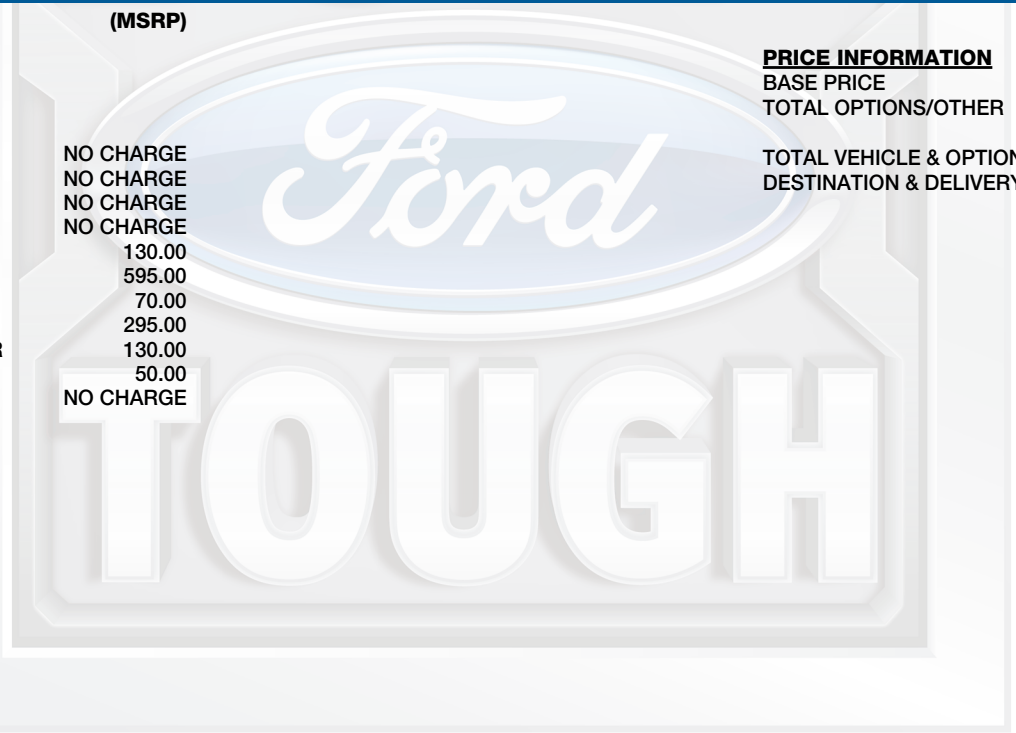 (MSRP)
NO CHARGE
NO CHARGE
NO CHARGE
NO CHARGE
130.00
595.00
70.00
295.00
R 130.00
50.00
NO CHARGE
PRICE INFORMATION
BASE PRICE
TOTAL OPTIONS/OTHER
TOTAL VEHICLE & OPTION
DESTINATION & DELIVERY
Ford
TOUGH